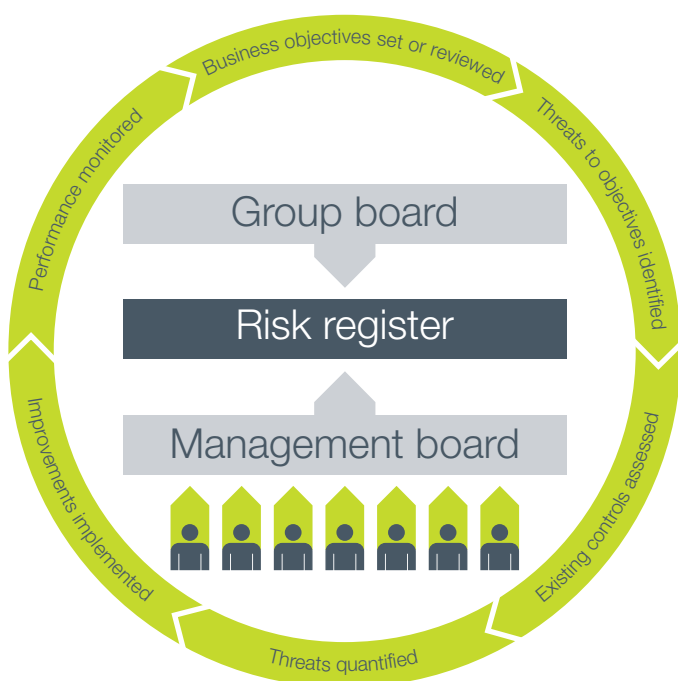 Business objectives set or reviewed
Threats to objectives identified
Existing controls assessed
Threats quantified
Improvements implemented
Performance monitored
Group board
Risk register
Management board